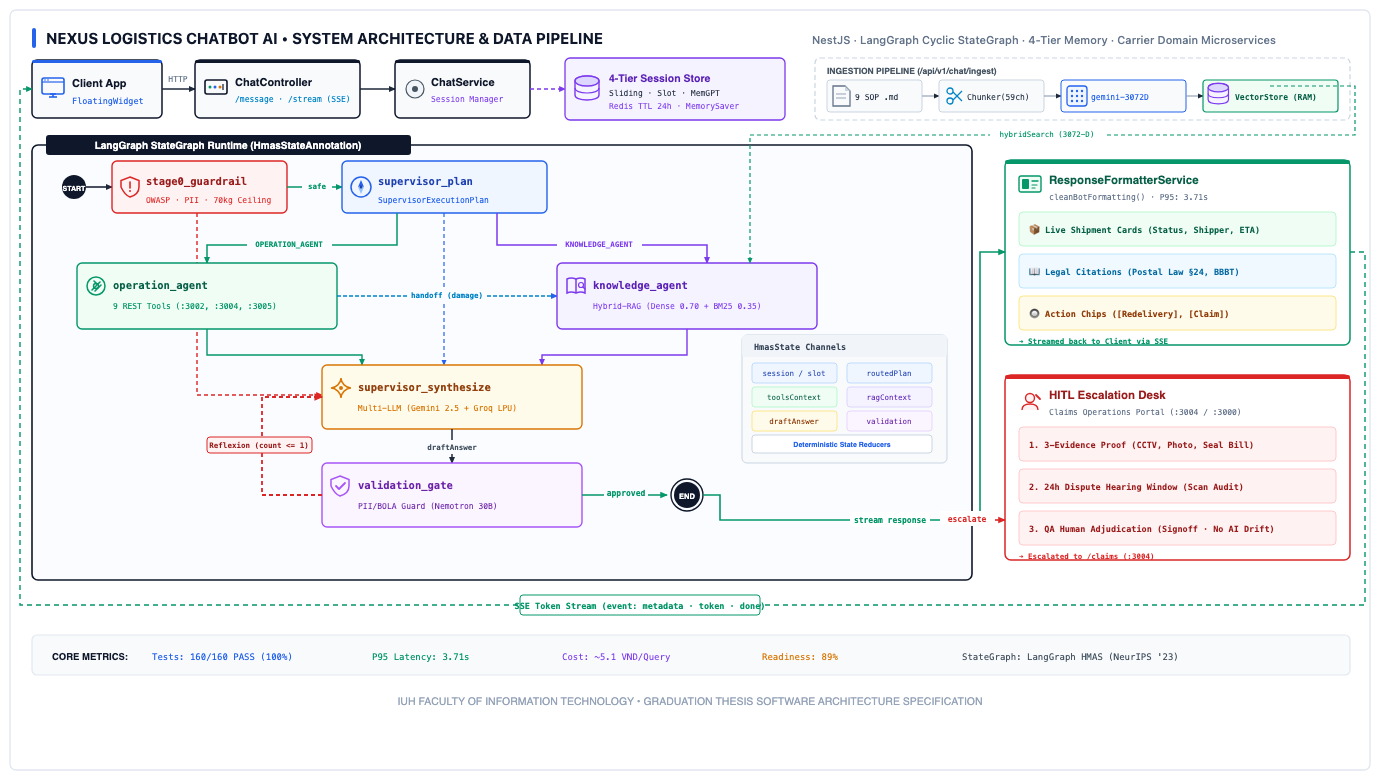 NEXUS LOGISTICS CHATBOT AI • SYSTEM ARCHITECTURE & DATA PIPELINE
NestJS · LangGraph Cyclic StateGraph · 4-Tier Memory · Carrier Domain Microservices
Client App
FloatingWidget
HTTP
ChatController
/message · /stream (SSE)
ChatService
Session Manager
4-Tier Session Store
Sliding · Slot · MemGPT
Redis TTL 24h · MemorySaver
INGESTION PIPELINE (/api/v1/chat/ingest)
9 SOP .md
Chunker(59ch)
gemini-3072D
VectorStore (RAM)
hybridSearch (3072-D)
LangGraph StateGraph Runtime (HmasStateAnnotation)
START
stage0_guardrail
OWASP · PII · 70kg Ceiling
safe
supervisor_plan
SupervisorExecutionPlan
OPERATION_AGENT
KNOWLEDGE_AGENT
operation_agent
9 REST Tools (:3002, :3004, :3005)
handoff (damage)
knowledge_agent
Hybrid-RAG (Dense 0.70 + BM25 0.35)
HmasState Channels
session / slot
routedPlan
toolsContext
ragContext
draftAnswer
validation
Deterministic State Reducers
supervisor_synthesize
Multi-LLM (Gemini 2.5 + Groq LPU)
Reflexion (count <= 1)
draftAnswer
validation_gate
PII/BOLA Guard (Nemotron 30B)
approved
END
stream response
escalate
ResponseFormatterService
cleanBotFormatting() · P95: 3.71s
Live Shipment Cards (Status, Shipper, ETA)
Legal Citations (Postal Law §24, BBBT)
Action Chips ([Redelivery], [Claim])
→ Streamed back to Client via SSE
HITL Escalation Desk
Claims Operations Portal (:3004 / :3000)
1. 3-Evidence Proof (CCTV, Photo, Seal Bill)
2. 24h Dispute Hearing Window (Scan Audit)
3. QA Human Adjudication (Signoff · No AI Drift)
→ Escalated to /claims (:3004)
SSE Token Stream (event: metadata · token · done)
CORE METRICS:
Tests: 160/160 PASS (100%)
P95 Latency: 3.71s
Cost: ~5.1 VND/Query
Readiness: 89%
StateGraph: LangGraph HMAS (NeurIPS '23)
IUH FACULTY OF INFORMATION TECHNOLOGY • GRADUATION THESIS SOFTWARE ARCHITECTURE SPECIFICATION